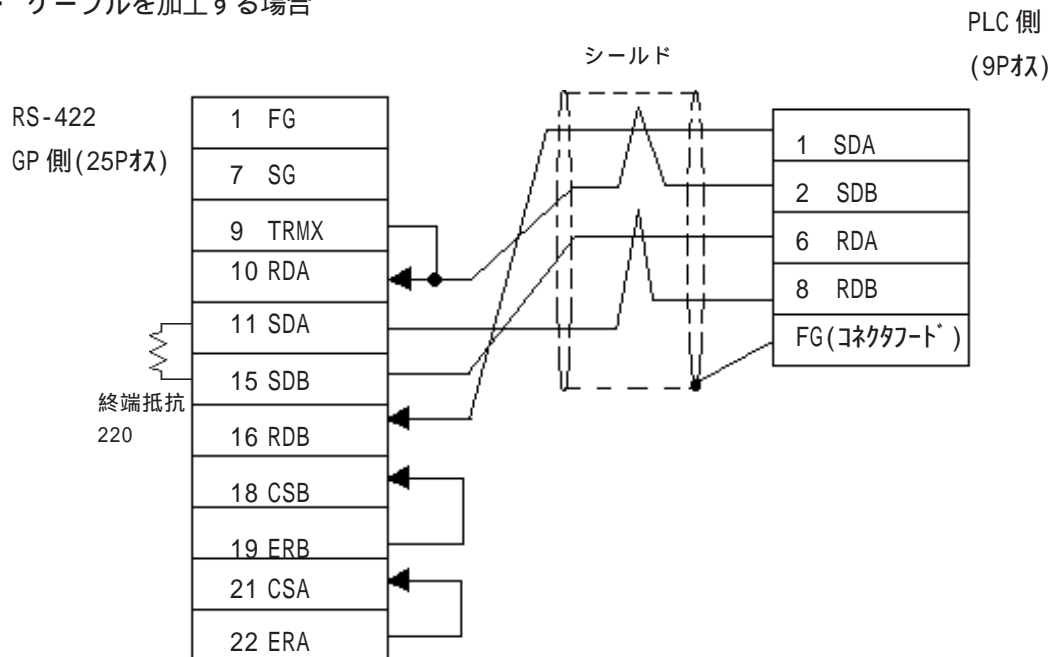 ケーブルを加工する場合
PLC 側
(9Pオス)
シールド
RS-422
GP 側(25Pオス)
1 FG
7 SG
9 TRMX
10 RDA
11 SDA
15 SDB
16 RDB
18 CSB
19 ERB
21 CSA
22 ERA
終端抵抗
220
1 SDA
2 SDB
6 RDA
8 RDB
FG(コネクタフード)